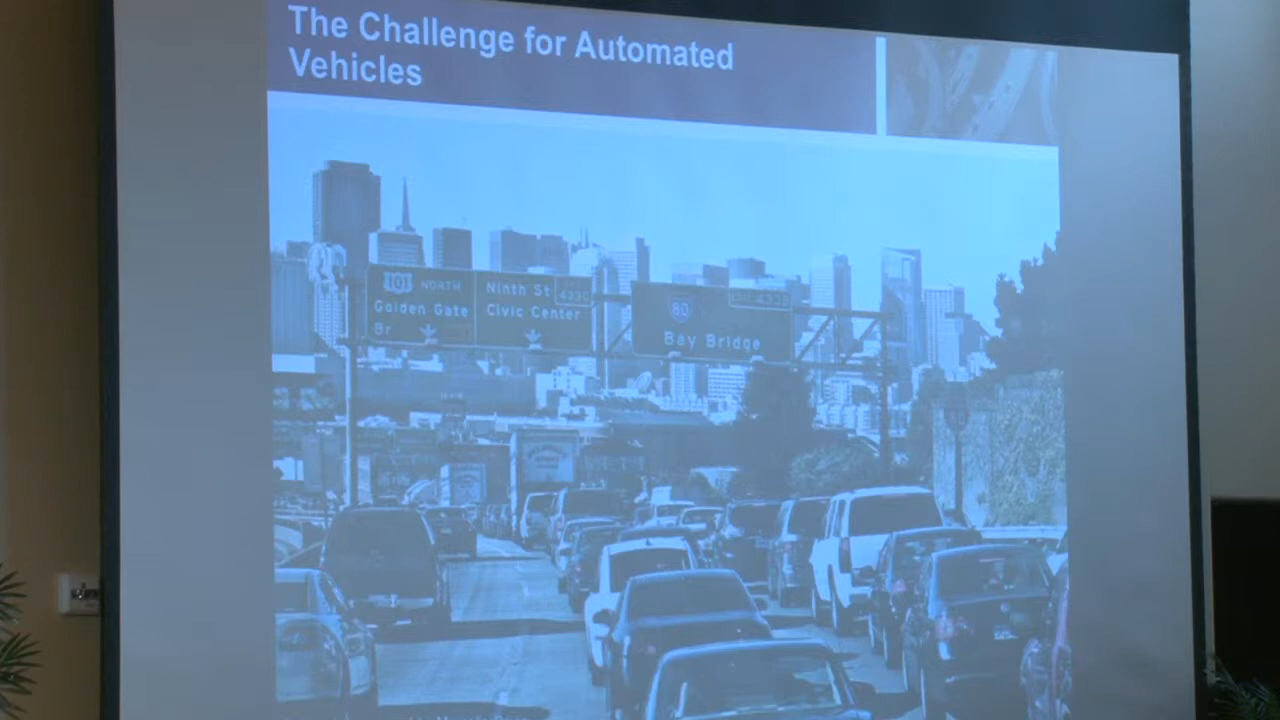 The Challenge for Automated
Vehicles
101 NORTH
Golden Gate
Br
Ninth St
Civic Center
80
Bay Bridge